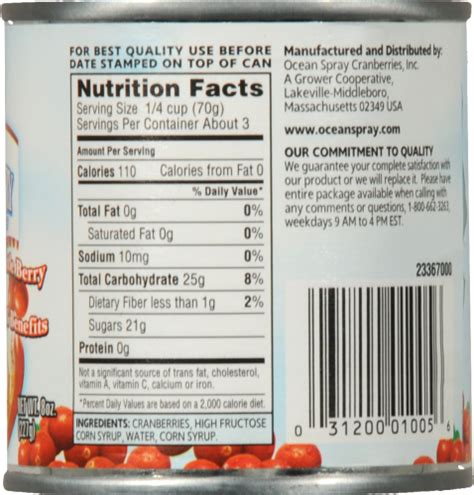 FOR BEST QUALITY USE BEFORE
DATE STAMPED ON TOP OF CAN
Nutrition Facts
Serving Size 1/4 cup (70g)
Servings Per Container About 3
Amount Per Serving
Calories 110 Calories from Fat 0
% Daily Value*
Total Fat 0g 0%
Saturated Fat 0g 0%
Sodium 10mg 0%
Total Carbohydrate 25g 8%
Dietary Fiber less than 1g 2%
Sugars 21g
Protein 0g
Not a significant source of trans fat, cholesterol,
vitamin A, vitamin C, calcium or iron.
*Percent Daily Values are based on a 2,000 calorie diet.
INGREDIENTS: CRANBERRIES, HIGH FRUCTOSE
CORN SYRUP, WATER, CORN SYRUP.
Manufactured and Distributed by:
Ocean Spray Cranberries, Inc.
A Grower Cooperative,
Lakeville-Middleboro,
Massachusetts 02349 USA
www.oceanspray.com
OUR COMMITMENT TO QUALITY
We guarantee your complete satisfaction with
our product or we will replace it. Please have
entire package available when calling with
any comments or questions, 1-800-662-3263,
weekdays 9 AM to 4 PM EST.
23367000
0 31200 01005 6
Berry
Benefits
NET WT. 8oz.
(227g)